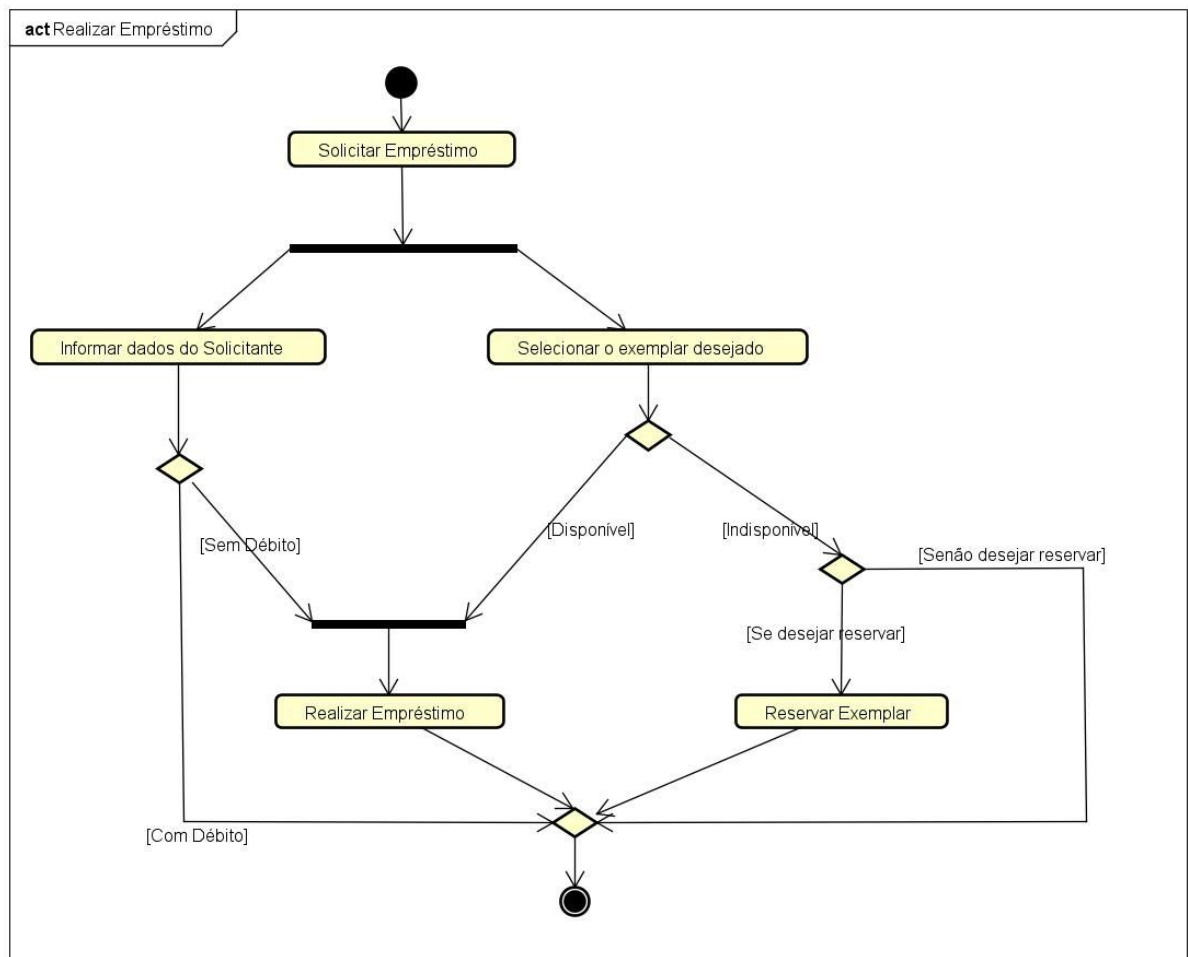 act Realizar Empréstimo
Solicitar Empréstimo
Informar dados do Solicitante
Selecionar o exemplar desejado
[Sem Débito]
[Disponível]
[Indisponível]
[Senão desejar reservar]
[Se desejar reservar]
Realizar Empréstimo
Reservar Exemplar
[Com Débito]